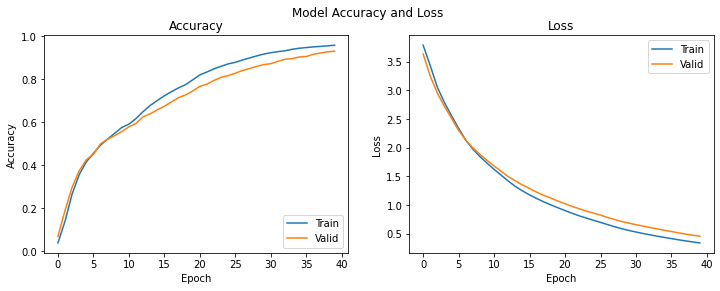 Model Accuracy and Loss
Accuracy
Accuracy
1.0
0.8
0.6
0.4
0.2
0.0
0 5 10 15 20 25 30 35 40
Epoch
Train
Valid
Loss
Loss
3.5
3.0
2.5
2.0
1.5
1.0
0.5
0 5 10 15 20 25 30 35 40
Epoch
Train
Valid